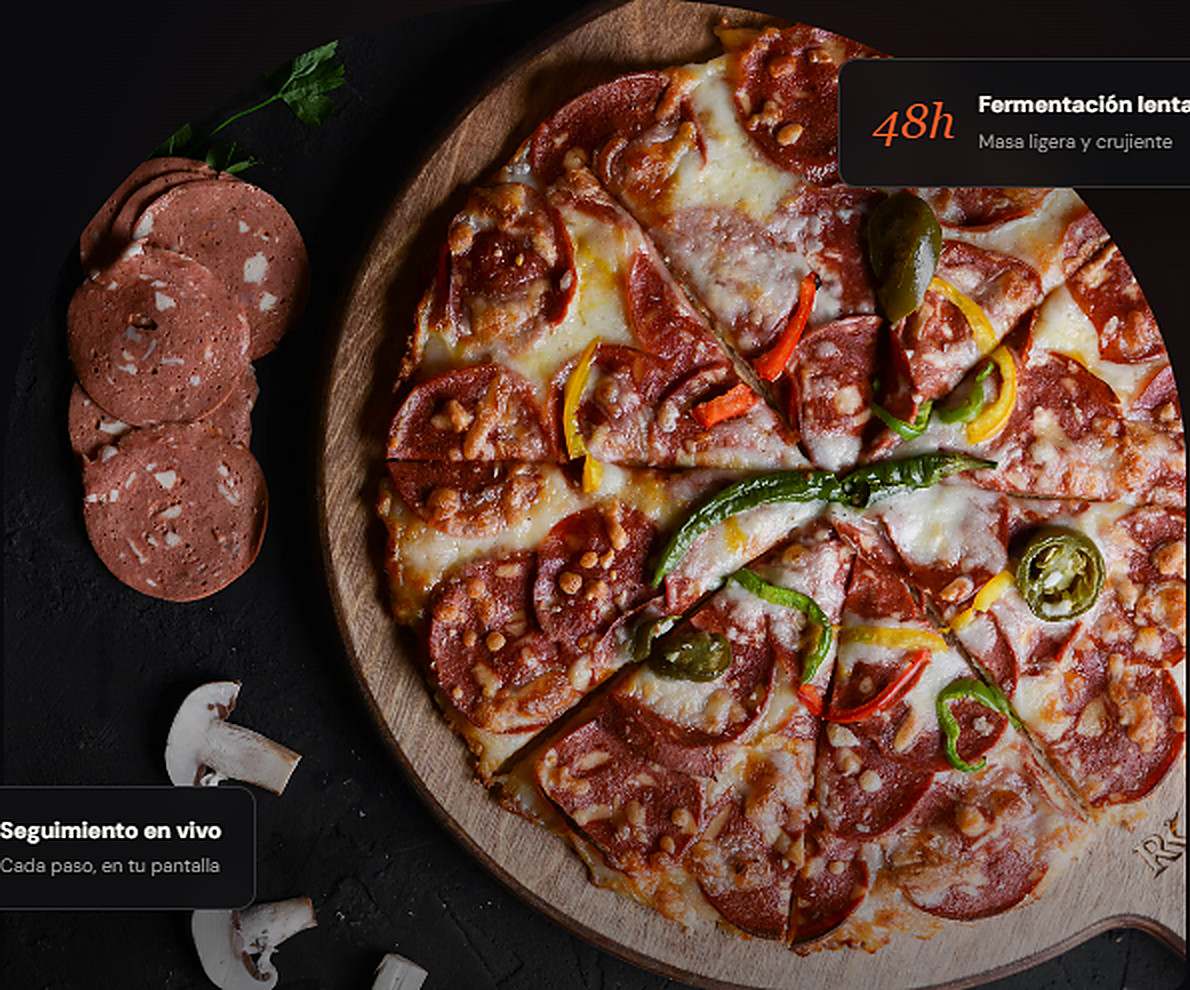 48h
Fermentación lenta
Masa ligera y crujiente
Seguimiento en vivo
Cada paso, en tu pantalla